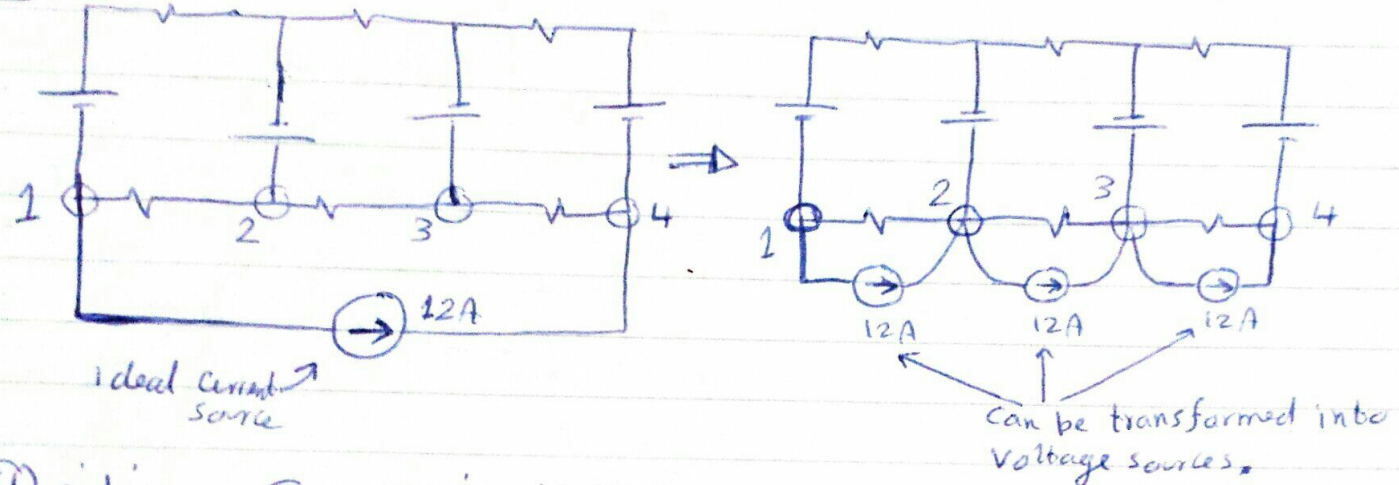 1
2
3
4
12A
ideal current
source
1
2
3
4
12A
12A
12A
Can be transformed into
Voltage sources.